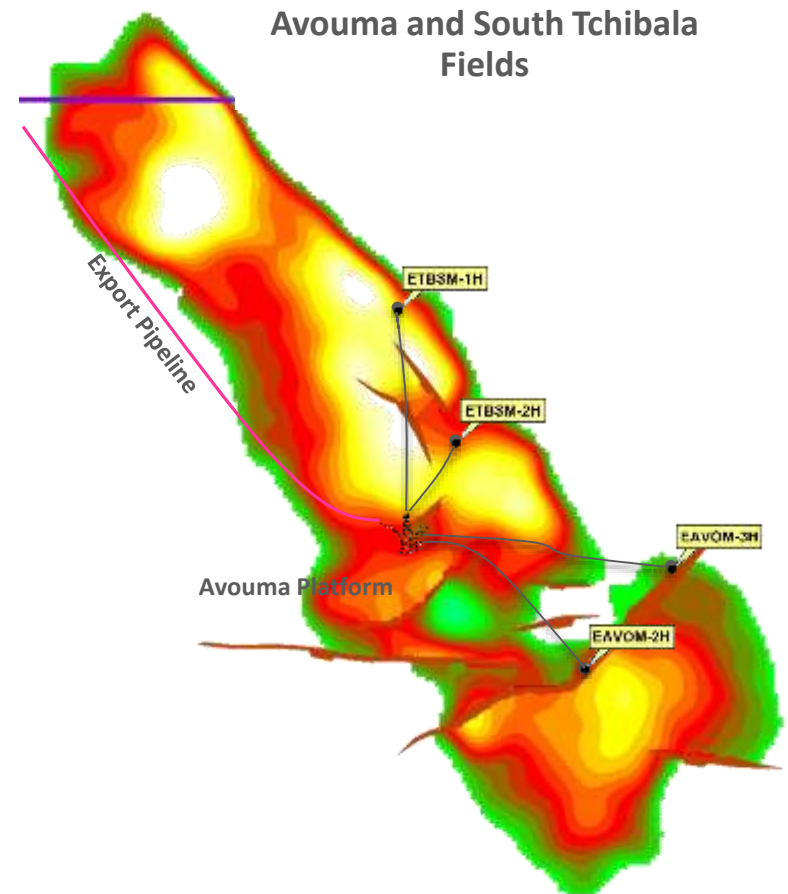 Avouma and South Tchibala
Fields
Export Pipeline
ETBSM-1H
ETBSM-2H
EAVOM-3H
Avouma Platform
EAVOM-2H